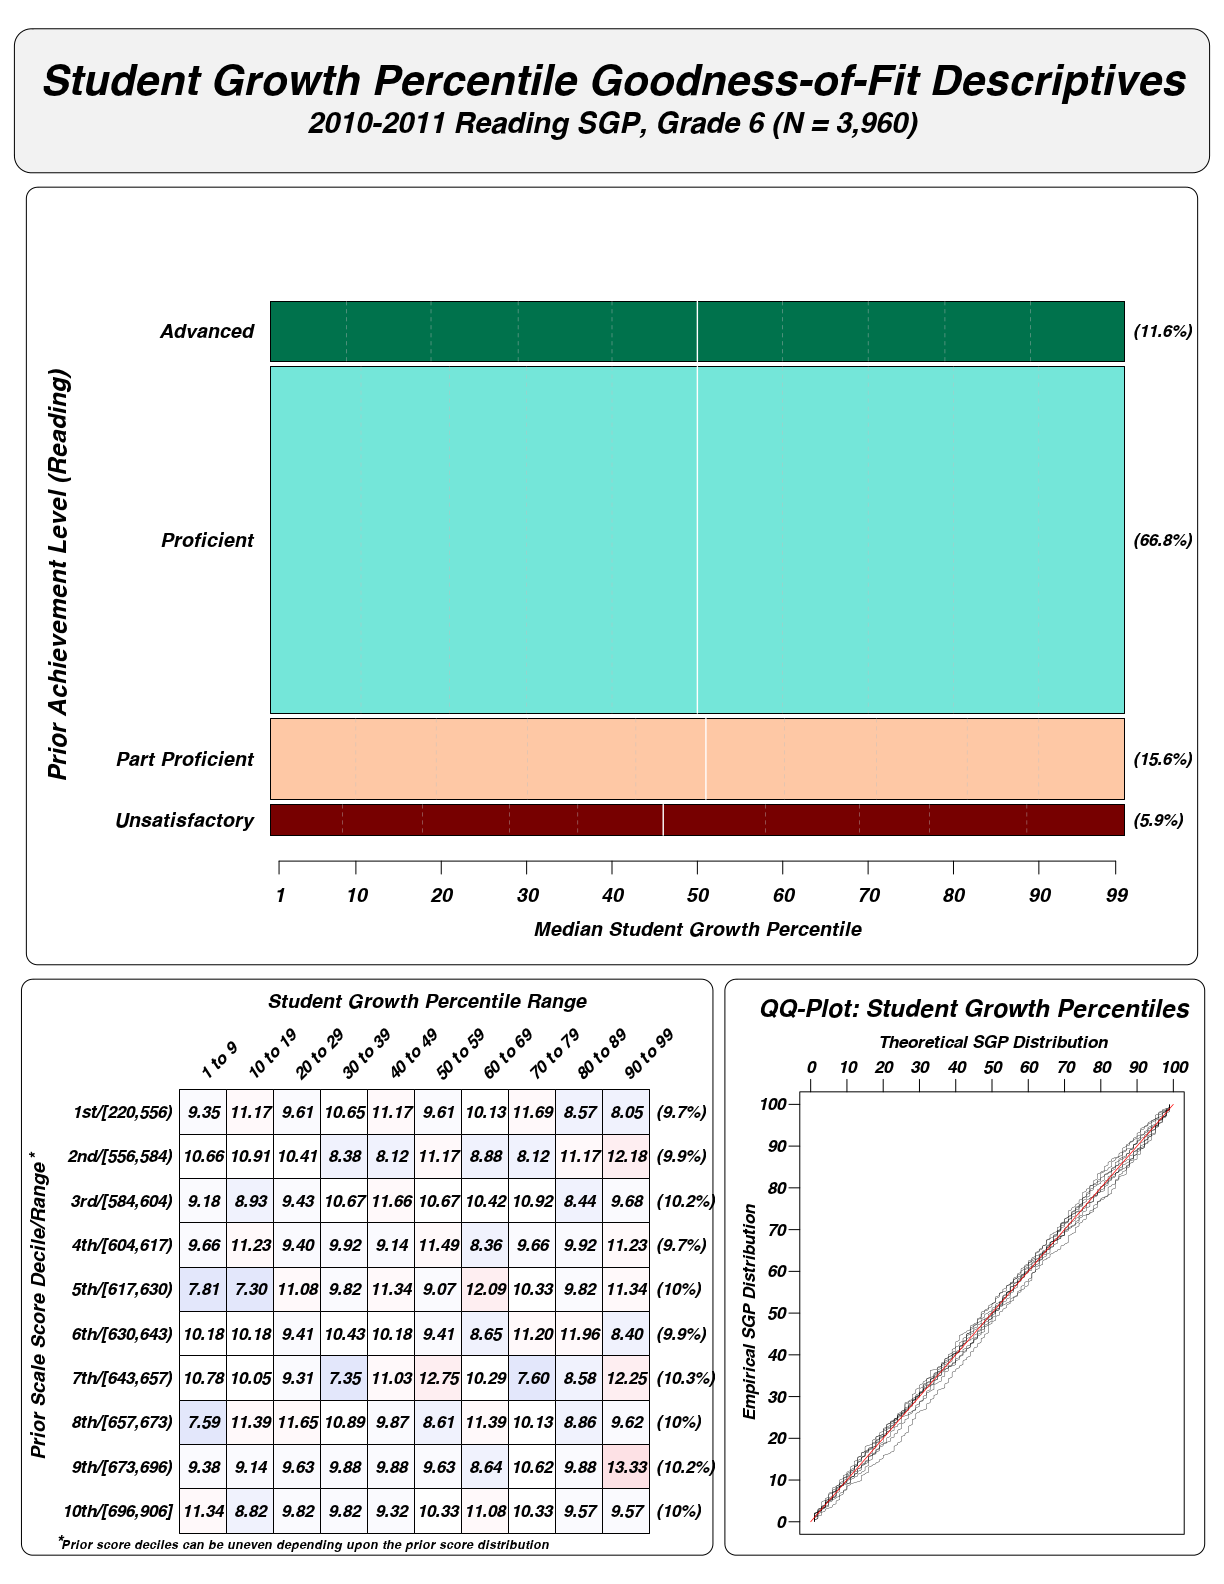 Student Growth Percentile Goodness-of-Fit Descriptives
2010-2011 Reading SGP, Grade 6 (N = 3,960)
Prior Achievement Level (Reading)
Advanced (11.6%)
Proficient (66.8%)
Part Proficient (15.6%)
Unsatisfactory (5.9%)
1 10 20 30 40 50 60 70 80 90 99
Median Student Growth Percentile
Student Growth Percentile Range
1 to 9 10 to 19 20 to 29 30 to 39 40 to 49 50 to 59 60 to 69 70 to 79 80 to 89 90 to 99
Prior Scale Score Decile/Range*
1st/[220,556) 9.35 11.17 9.61 10.65 11.17 9.61 10.13 11.69 8.57 8.05 (9.7%)
2nd/[556,584) 10.66 10.91 10.41 8.38 8.12 11.17 8.88 8.12 11.17 12.18 (9.9%)
3rd/[584,604) 9.18 8.93 9.43 10.67 11.66 10.67 10.42 10.92 8.44 9.68 (10.2%)
4th/[604,617) 9.66 11.23 9.40 9.92 9.14 11.49 8.36 9.66 9.92 11.23 (9.7%)
5th/[617,630) 7.81 7.30 11.08 9.82 11.34 9.07 12.09 10.33 9.82 11.34 (10%)
6th/[630,643) 10.18 10.18 9.41 10.43 10.18 9.41 8.65 11.20 11.96 8.40 (9.9%)
7th/[643,657) 10.78 10.05 9.31 7.35 11.03 12.75 10.29 7.60 8.58 12.25 (10.3%)
8th/[657,673) 7.59 11.39 11.65 10.89 9.87 8.61 11.39 10.13 8.86 9.62 (10%)
9th/[673,696) 9.38 9.14 9.63 9.88 9.88 9.63 8.64 10.62 9.88 13.33 (10.2%)
10th/[696,906] 11.34 8.82 9.82 9.82 9.32 10.33 11.08 10.33 9.57 9.57 (10%)
*Prior score deciles can be uneven depending upon the prior score distribution
QQ-Plot: Student Growth Percentiles
Theoretical SGP Distribution
0 10 20 30 40 50 60 70 80 90 100
Empirical SGP Distribution
100
90
80
70
60
50
40
30
20
10
0